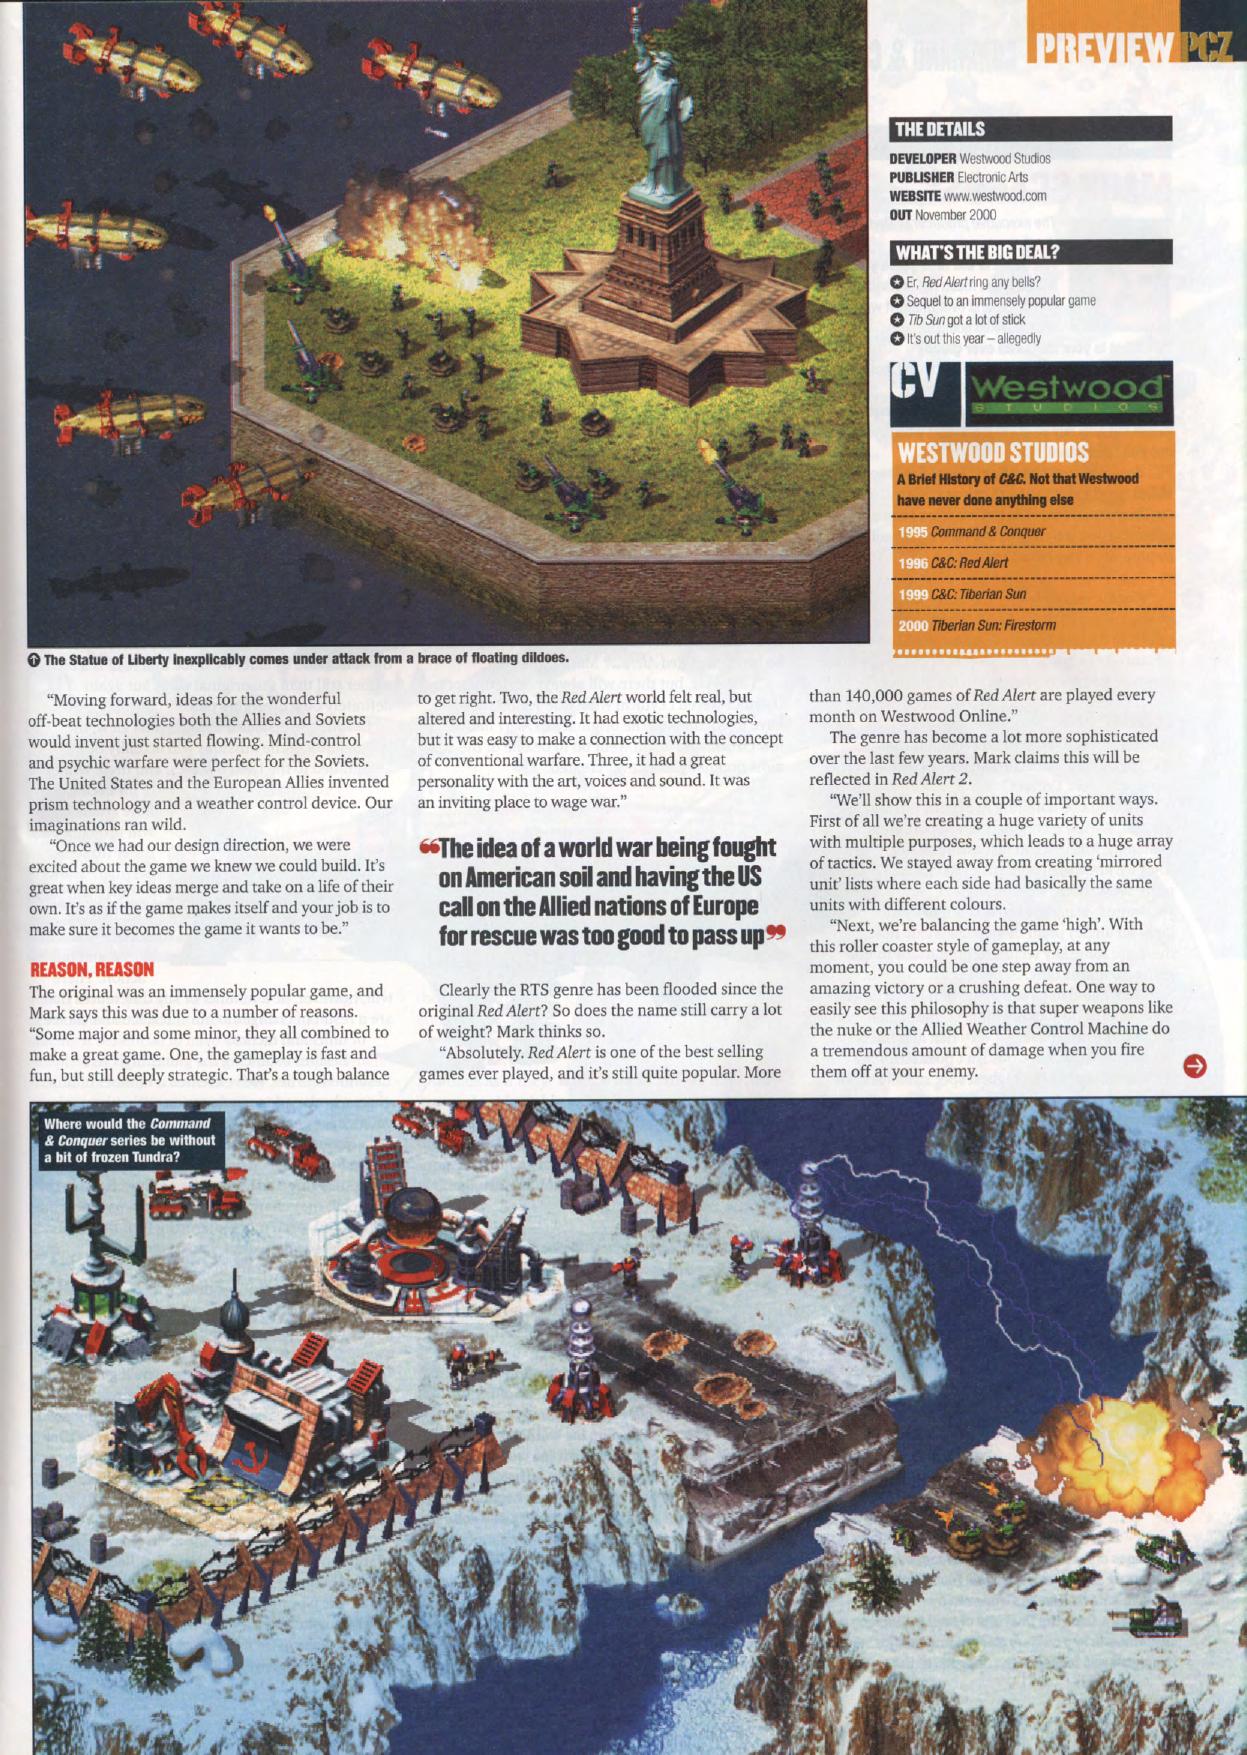 PREVIEW PCZ
THE DETAILS
DEVELOPER Westwood Studios
PUBLISHER Electronic Arts
WEBSITE www.westwood.com
OUT November 2000
WHAT'S THE BIG DEAL?
Er, Red Alert ring any bells?
Sequel to an immensely popular game
Tib Sun got a lot of stick
It's out this year – allegedly
CV Westwood™
STUDIOS
WESTWOOD STUDIOS
A Brief History of C&C. Not that Westwood
have never done anything else
1995 Command & Conquer
1996 C&C: Red Alert
1999 C&C: Tiberian Sun
2000 Tiberian Sun: Firestorm
The Statue of Liberty inexplicably comes under attack from a brace of floating dildoes.
“Moving forward, ideas for the wonderful
off-beat technologies both the Allies and Soviets
would invent just started flowing. Mind-control
and psychic warfare were perfect for the Soviets.
The United States and the European Allies invented
prism technology and a weather control device. Our
imaginations ran wild.
“Once we had our design direction, we were
excited about the game we knew we could build. It's
great when key ideas merge and take on a life of their
own. It's as if the game makes itself and your job is to
make sure it becomes the game it wants to be.”
REASON, REASON
The original was an immensely popular game, and
Mark says this was due to a number of reasons.
“Some major and some minor, they all combined to
make a great game. One, the gameplay is fast and
fun, but still deeply strategic. That's a tough balance
to get right. Two, the Red Alert world felt real, but
altered and interesting. It had exotic technologies,
but it was easy to make a connection with the concept
of conventional warfare. Three, it had a great
personality with the art, voices and sound. It was
an inviting place to wage war.”
“The idea of a world war being fought
on American soil and having the US
call on the Allied nations of Europe
for rescue was too good to pass up”
Clearly the RTS genre has been flooded since the
original Red Alert? So does the name still carry a lot
of weight? Mark thinks so.
“Absolutely. Red Alert is one of the best selling
games ever played, and it's still quite popular. More
than 140,000 games of Red Alert are played every
month on Westwood Online.”
The genre has become a lot more sophisticated
over the last few years. Mark claims this will be
reflected in Red Alert 2.
“We'll show this in a couple of important ways.
First of all we're creating a huge variety of units
with multiple purposes, which leads to a huge array
of tactics. We stayed away from creating ‘mirrored
unit’ lists where each side had basically the same
units with different colours.
“Next, we're balancing the game ‘high’. With
this roller coaster style of gameplay, at any
moment, you could be one step away from an
amazing victory or a crushing defeat. One way to
easily see this philosophy is that super weapons like
the nuke or the Allied Weather Control Machine do
a tremendous amount of damage when you fire
them off at your enemy.
Where would the Command
& Conquer series be without
a bit of frozen Tundra?